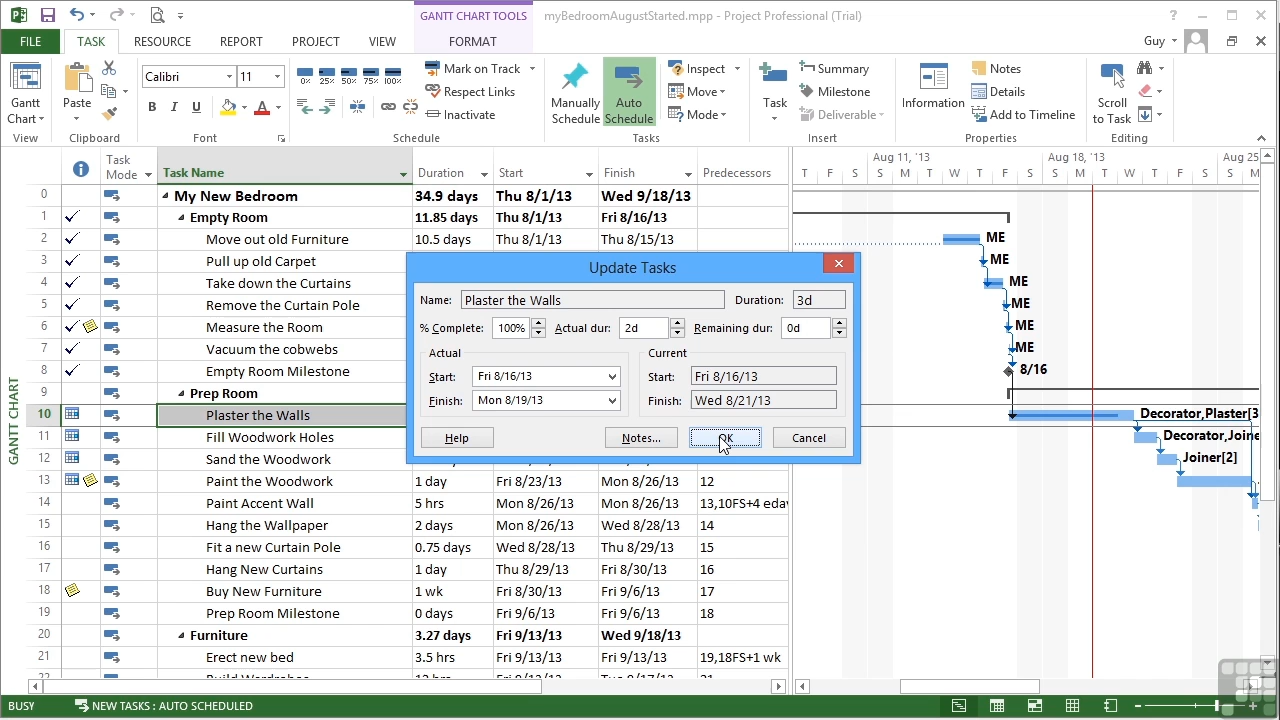 GANTT CHART TOOLS
myBedroomAugustStarted.mpp - Project Professional (Trial)
FILE TASK RESOURCE REPORT PROJECT VIEW FORMAT Guy
Gantt Chart
View
Paste
Clipboard
Calibri 11
B I U A
Font
0% 25% 50% 75% 100%
Mark on Track
Respect Links
Inactivate
Schedule
Manually Schedule
Auto Schedule
Inspect
Move
Mode
Tasks
Task
Summary
Milestone
Deliverable
Insert
Information
Notes
Details
Add to Timeline
Properties
Scroll to Task
Editing
Task Mode Task Name Duration Start Finish Predecessors
Aug 11, '13 Aug 18, '13 Aug 25
T F S S M T W T F S S M T W T F S S M
0 My New Bedroom 34.9 days Thu 8/1/13 Wed 9/18/13
1 Empty Room 11.85 days Thu 8/1/13 Fri 8/16/13
2 Move out old Furniture 10.5 days Thu 8/1/13 Thu 8/15/13 ME
3 Pull up old Carpet ME
4 Take down the Curtains ME
5 Remove the Curtain Pole ME
6 Measure the Room ME
7 Vacuum the cobwebs ME
8 Empty Room Milestone 8/16
9 Prep Room
10 Plaster the Walls Decorator,Plaster[3
11 Fill Woodwork Holes Decorator,Joine
12 Sand the Woodwork Joiner[2]
13 Paint the Woodwork 1 day Fri 8/23/13 Mon 8/26/13 12
14 Paint Accent Wall 5 hrs Mon 8/26/13 Mon 8/26/13 13,10FS+4 eday
15 Hang the Wallpaper 2 days Mon 8/26/13 Wed 8/28/13 14
16 Fit a new Curtain Pole 0.75 days Wed 8/28/13 Thu 8/29/13 15
17 Hang New Curtains 1 day Thu 8/29/13 Fri 8/30/13 16
18 Buy New Furniture 1 wk Fri 8/30/13 Fri 9/6/13 17
19 Prep Room Milestone 0 days Fri 9/6/13 Fri 9/6/13 18
20 Furniture 3.27 days Fri 9/13/13 Wed 9/18/13
21 Erect new bed 3.5 hrs Fri 9/13/13 Fri 9/13/13 19,18FS+1 wk
GANTT CHART
Update Tasks
Name: Plaster the Walls Duration: 3d
% Complete: 100% Actual dur: 2d Remaining dur: 0d
Actual Current
Start: Fri 8/16/13 Start: Fri 8/16/13
Finish: Mon 8/19/13 Finish: Wed 8/21/13
Help Notes... OK Cancel
BUSY NEW TASKS : AUTO SCHEDULED